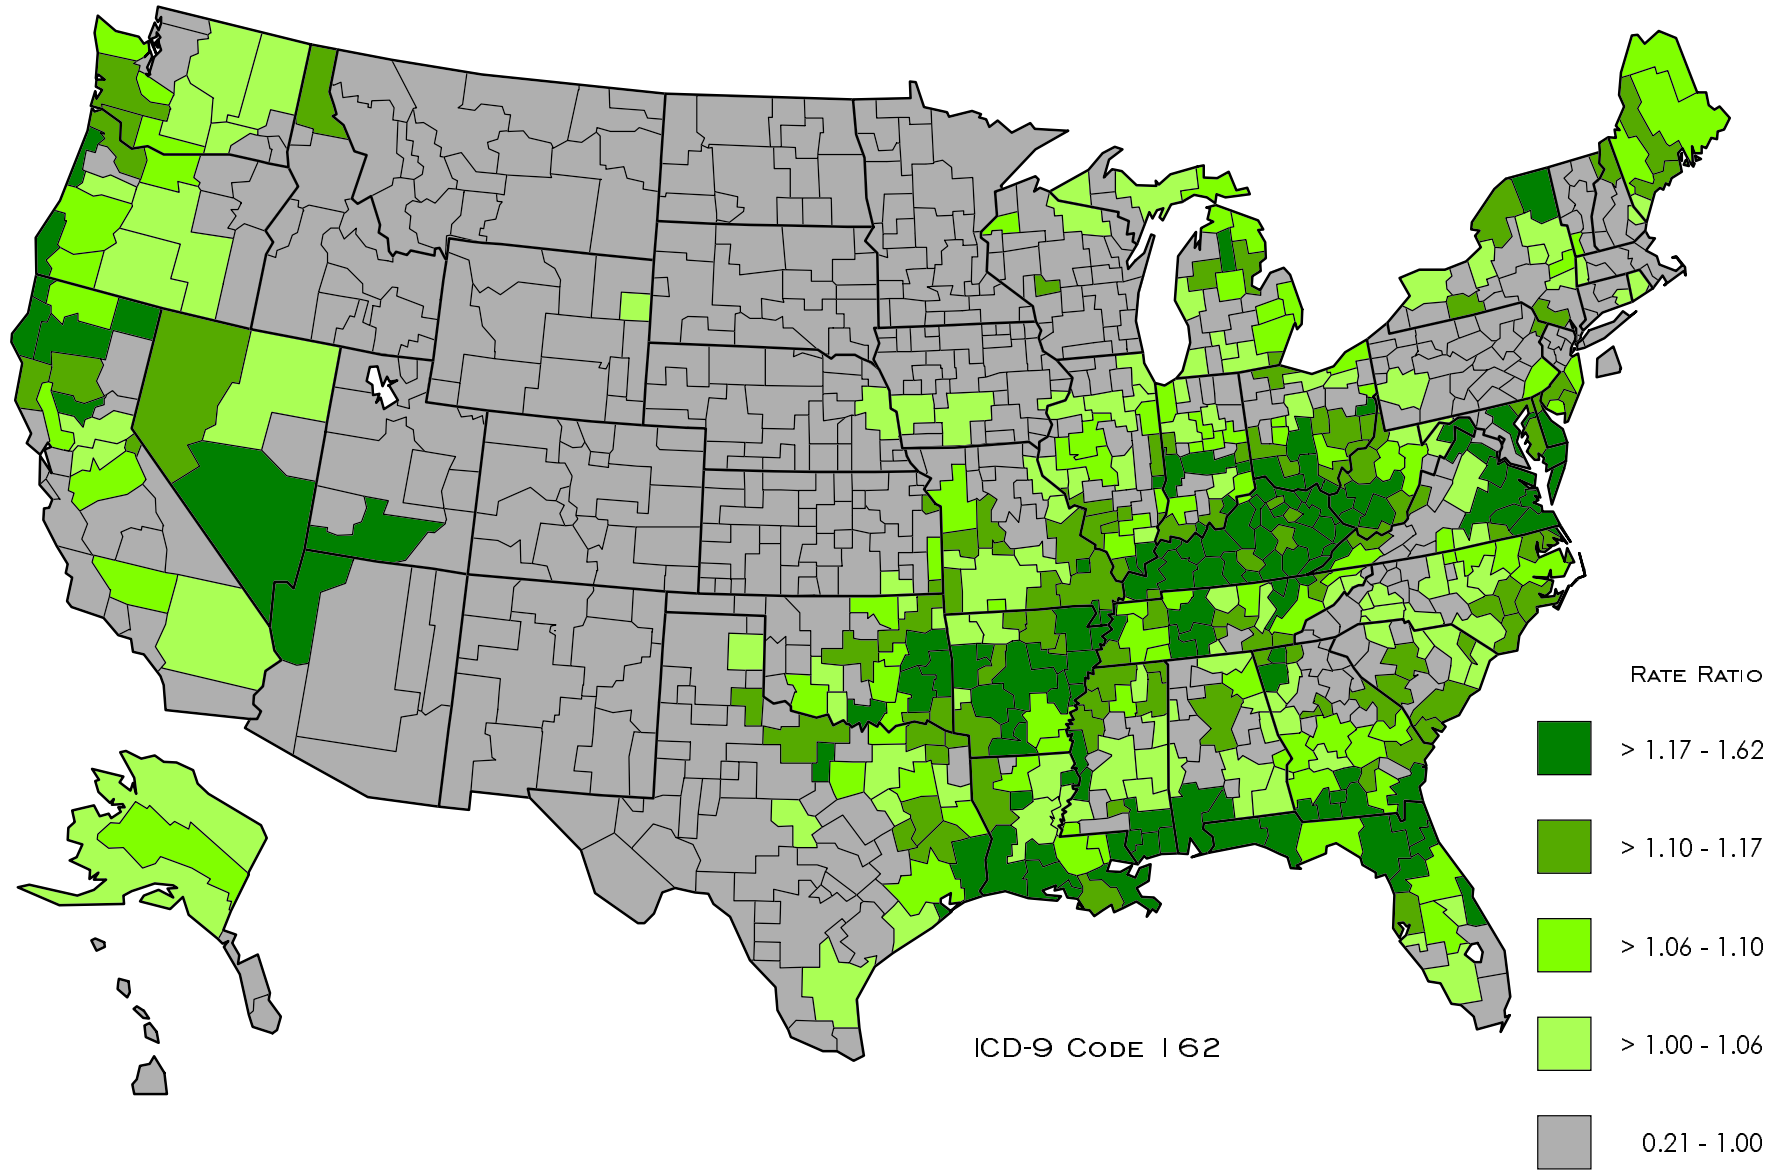 Rate Ratio
> 1.17 - 1.62
> 1.10 - 1.17
> 1.06 - 1.10
> 1.00 - 1.06
0.21 - 1.00
ICD-9 Code 162